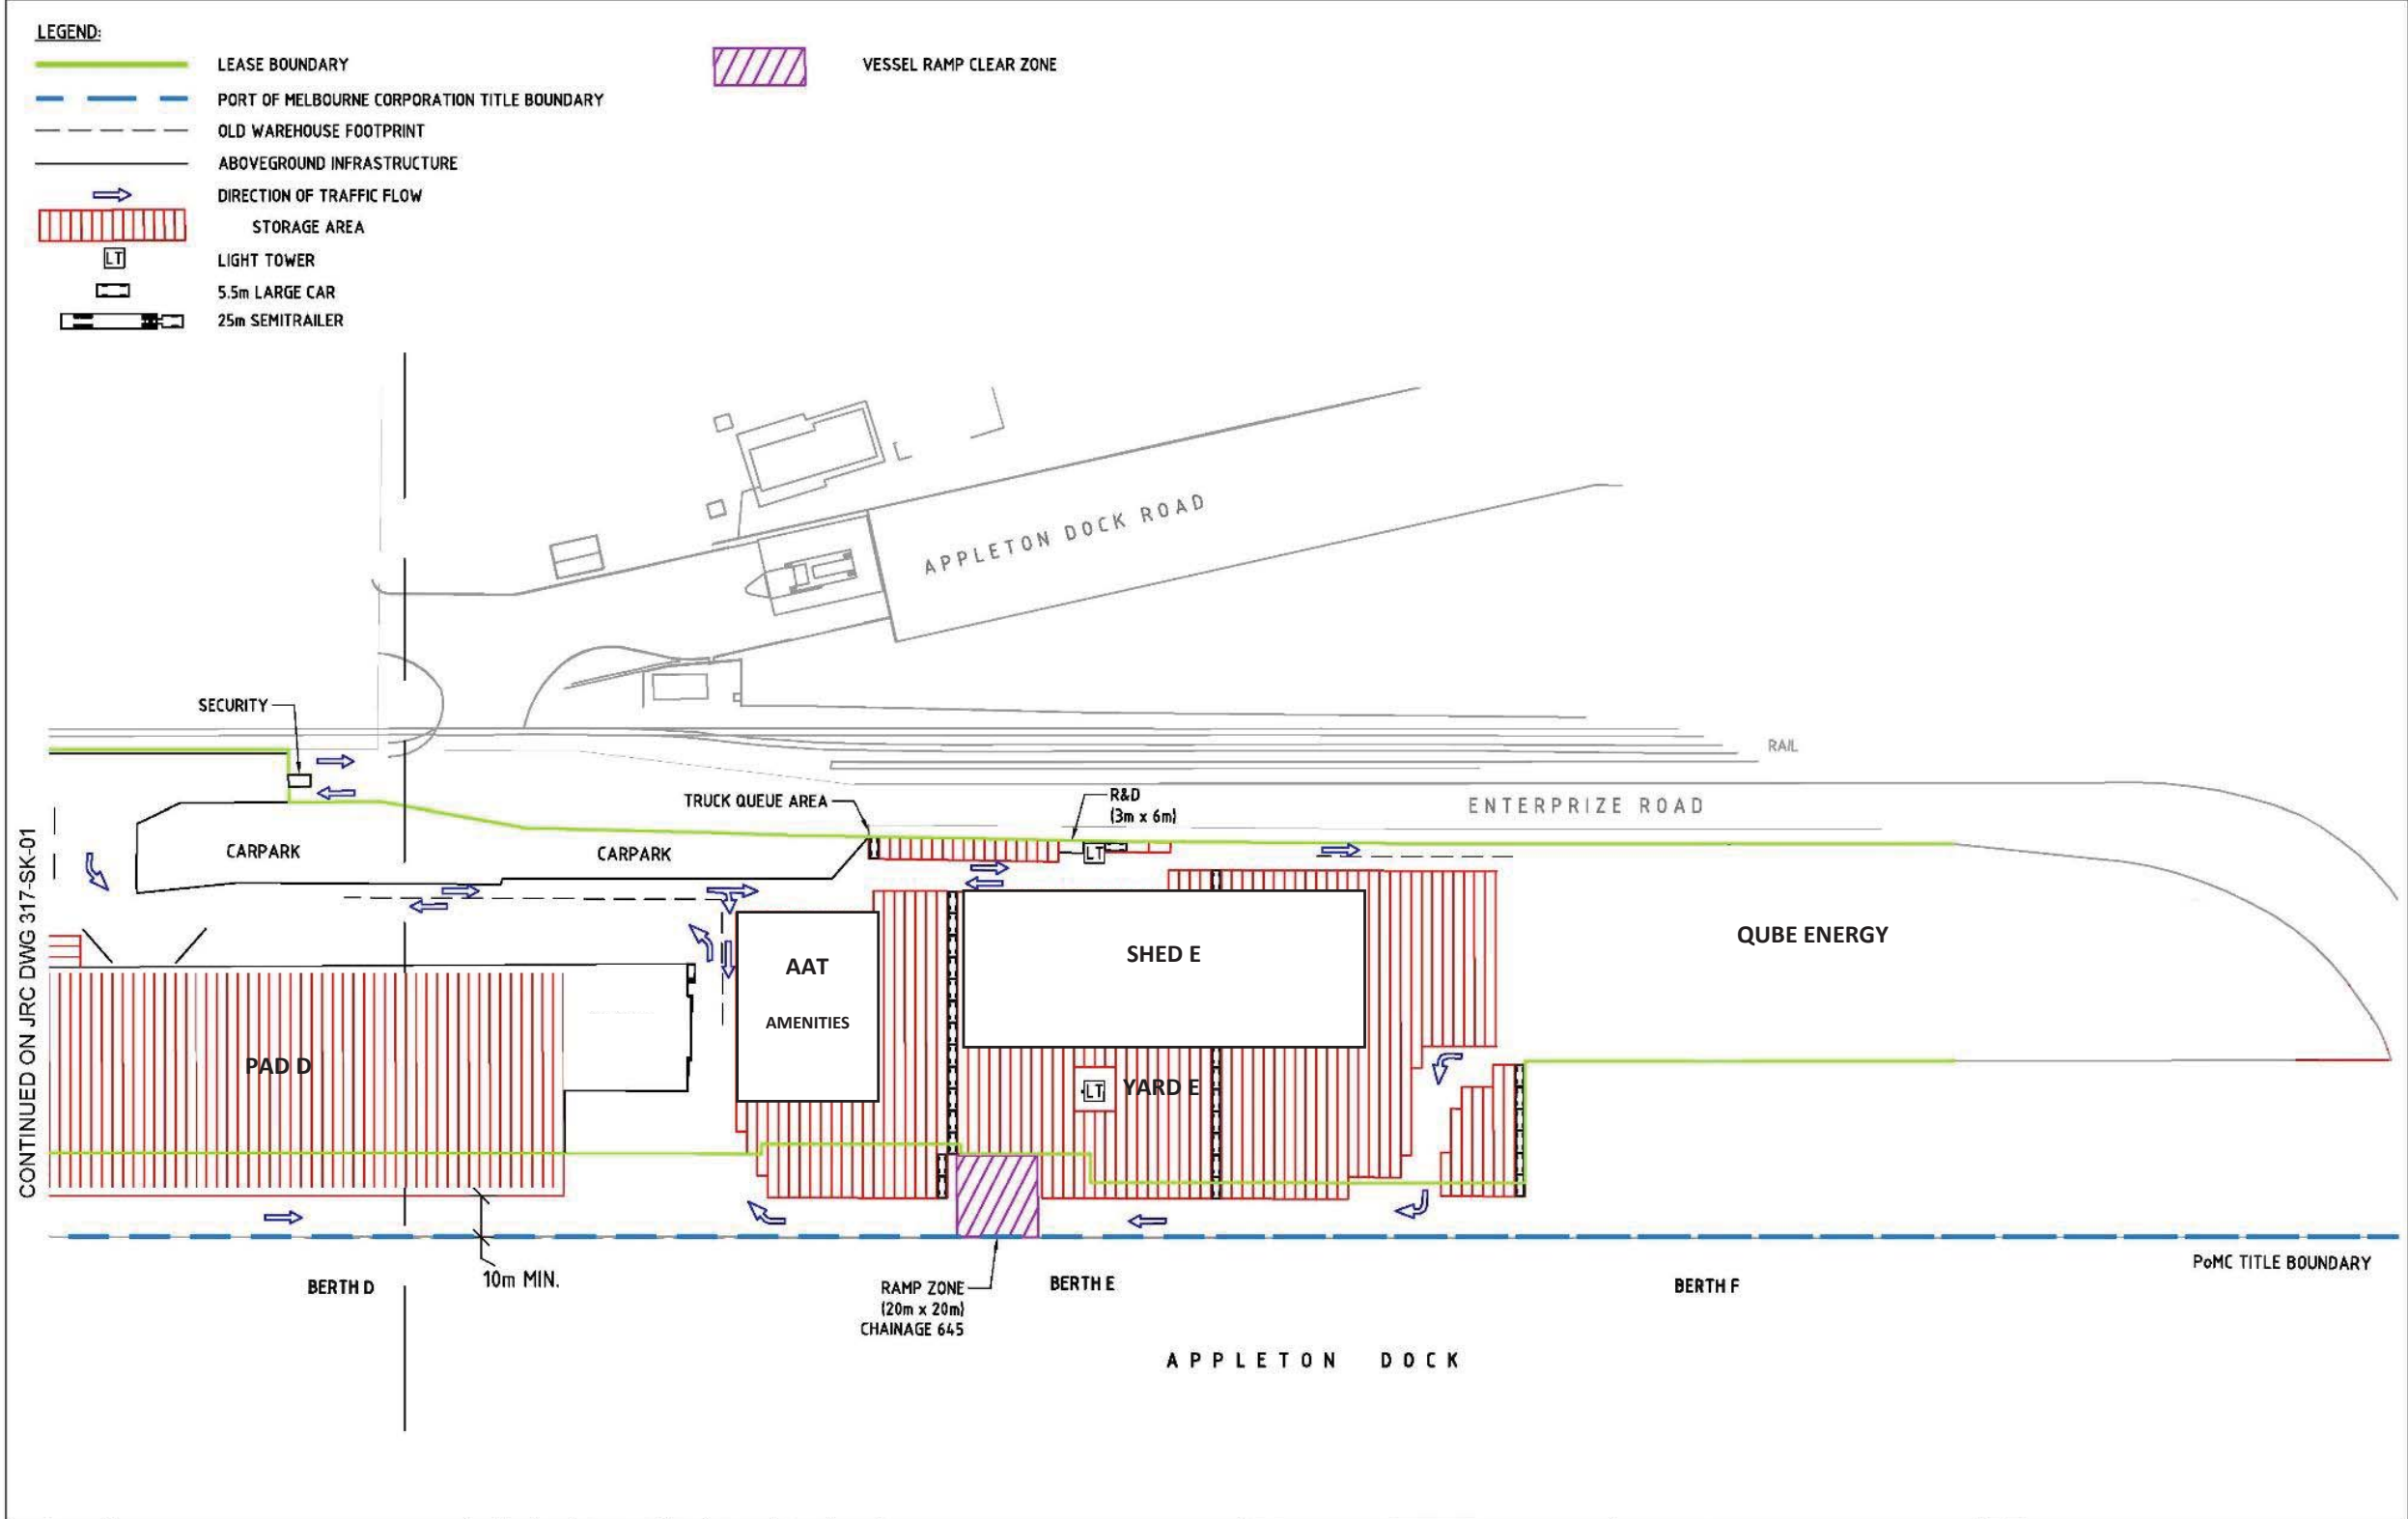 LEGEND:
LEASE BOUNDARY
PORT OF MELBOURNE CORPORATION TITLE BOUNDARY
OLD WAREHOUSE FOOTPRINT
ABOVEGROUND INFRASTRUCTURE
DIRECTION OF TRAFFIC FLOW
STORAGE AREA
LT
LIGHT TOWER
5.5m LARGE CAR
25m SEMITRAILER
VESSEL RAMP CLEAR ZONE
APPLETON DOCK ROAD
SECURITY
RAIL
TRUCK QUEUE AREA
R&D
(3m x 6m)
ENTERPRIZE ROAD
CARPARK
CARPARK
LT
CONTINUED ON JRC DWG 317-SK-01
QUBE ENERGY
AAT
AMENITIES
SHED E
PAD D
LT
YARD E
PoMC TITLE BOUNDARY
10m MIN.
BERTH D
RAMP ZONE
(20m x 20m)
CHAINAGE 645
BERTH E
BERTH F
APPLETON DOCK